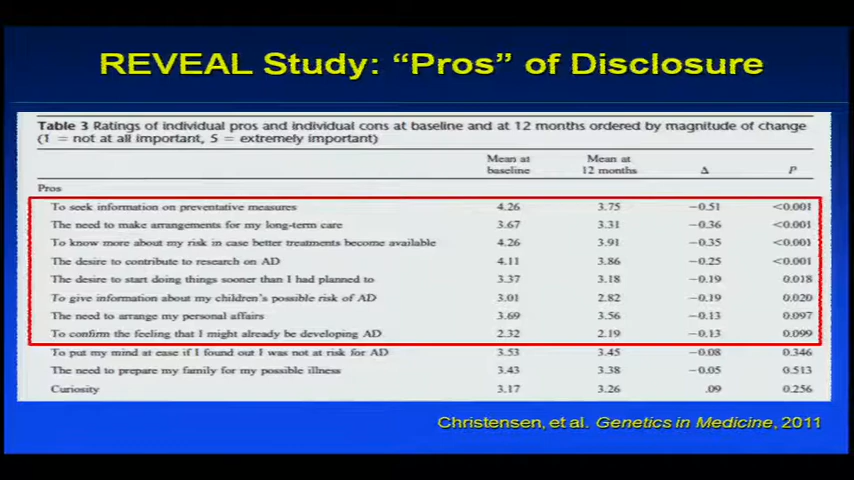 REVEAL Study: “Pros” of Disclosure
Table 3 Ratings of individual pros and individual cons at baseline and at 12 months ordered by magnitude of change
(1 = not at all important, 5 = extremely important)
Mean at baseline Mean at 12 months Δ P
Pros
To seek information on preventative measures 4.26 3.75 −0.51 <0.001
The need to make arrangements for my long-term care 3.67 3.31 −0.36 <0.001
To know more about my risk in case better treatments become available 4.26 3.91 −0.35 <0.001
The desire to contribute to research on AD 4.11 3.86 −0.25 <0.001
The desire to start doing things sooner than I had planned to 3.37 3.18 −0.19 0.018
To give information about my children's possible risk of AD 3.01 2.82 −0.19 0.020
The need to arrange my personal affairs 3.69 3.56 −0.13 0.097
To confirm the feeling that I might already be developing AD 2.32 2.19 −0.13 0.099
To put my mind at ease if I found out I was not at risk for AD 3.53 3.45 −0.08 0.346
The need to prepare my family for my possible illness 3.43 3.38 −0.05 0.513
Curiosity 3.17 3.26 .09 0.256
Christensen, et al. Genetics in Medicine, 2011